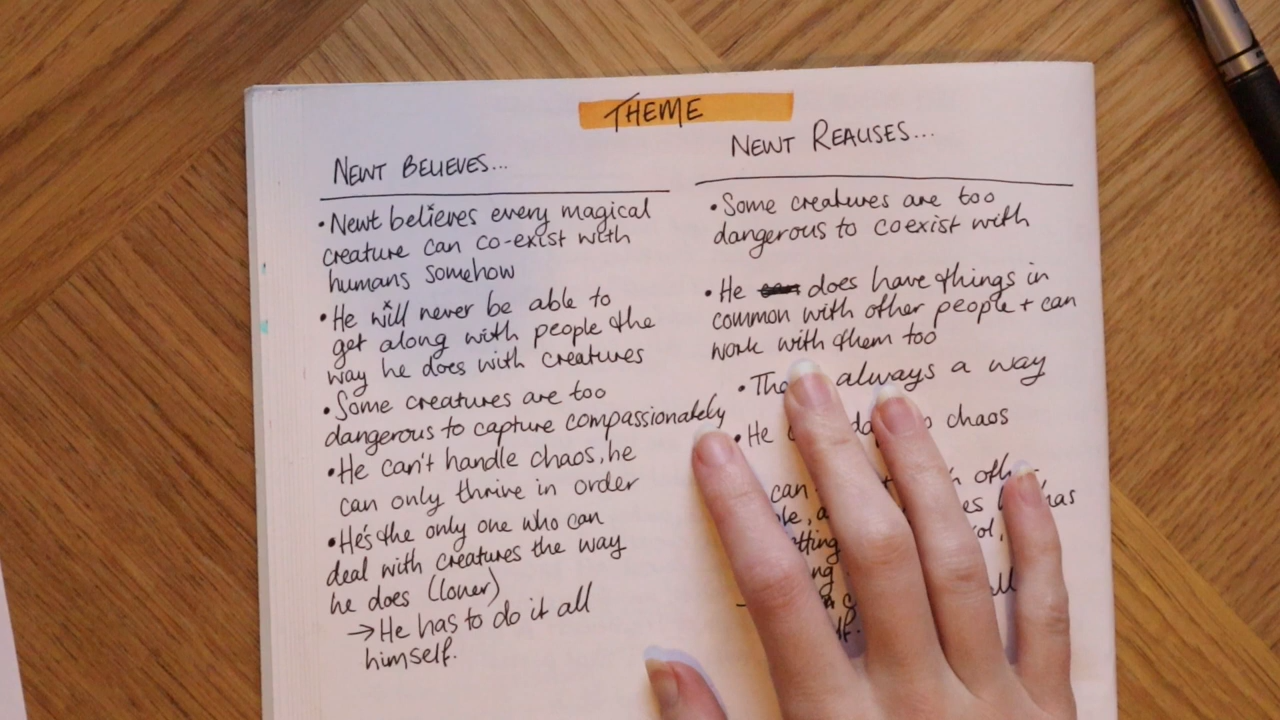 THEME
NEWT BELIEVES...
• Newt believes every magical
creature can co-exist with
humans somehow
• He will never be able to
get along with people the
way he does with creatures
• Some creatures are too
dangerous to capture compassionately
• He can't handle chaos, he
can only thrive in order
• He's the only one who can
deal with creatures the way
he does (loner)
→ He has to do it all
himself.
NEWT REALISES...
• Some creatures are too
dangerous to coexist with
• He does have things in
common with other people + can
work with them too
• always a way
• He chaos
can
has